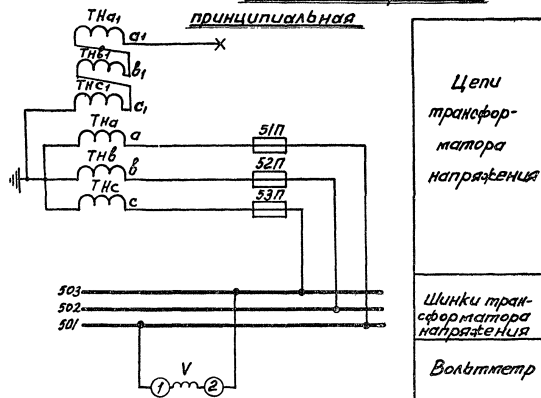 принципиальная
ТНа1
а1
ТНв1
в1
ТНс1
с1
ТНа
а
51П
ТНв
в
52П
ТНс
с
53П
503
502
501
V
1
2
Цепи
трансфор-
матора
напряжения
Шинки тран-
сформатора
напряжения
Вольтметр